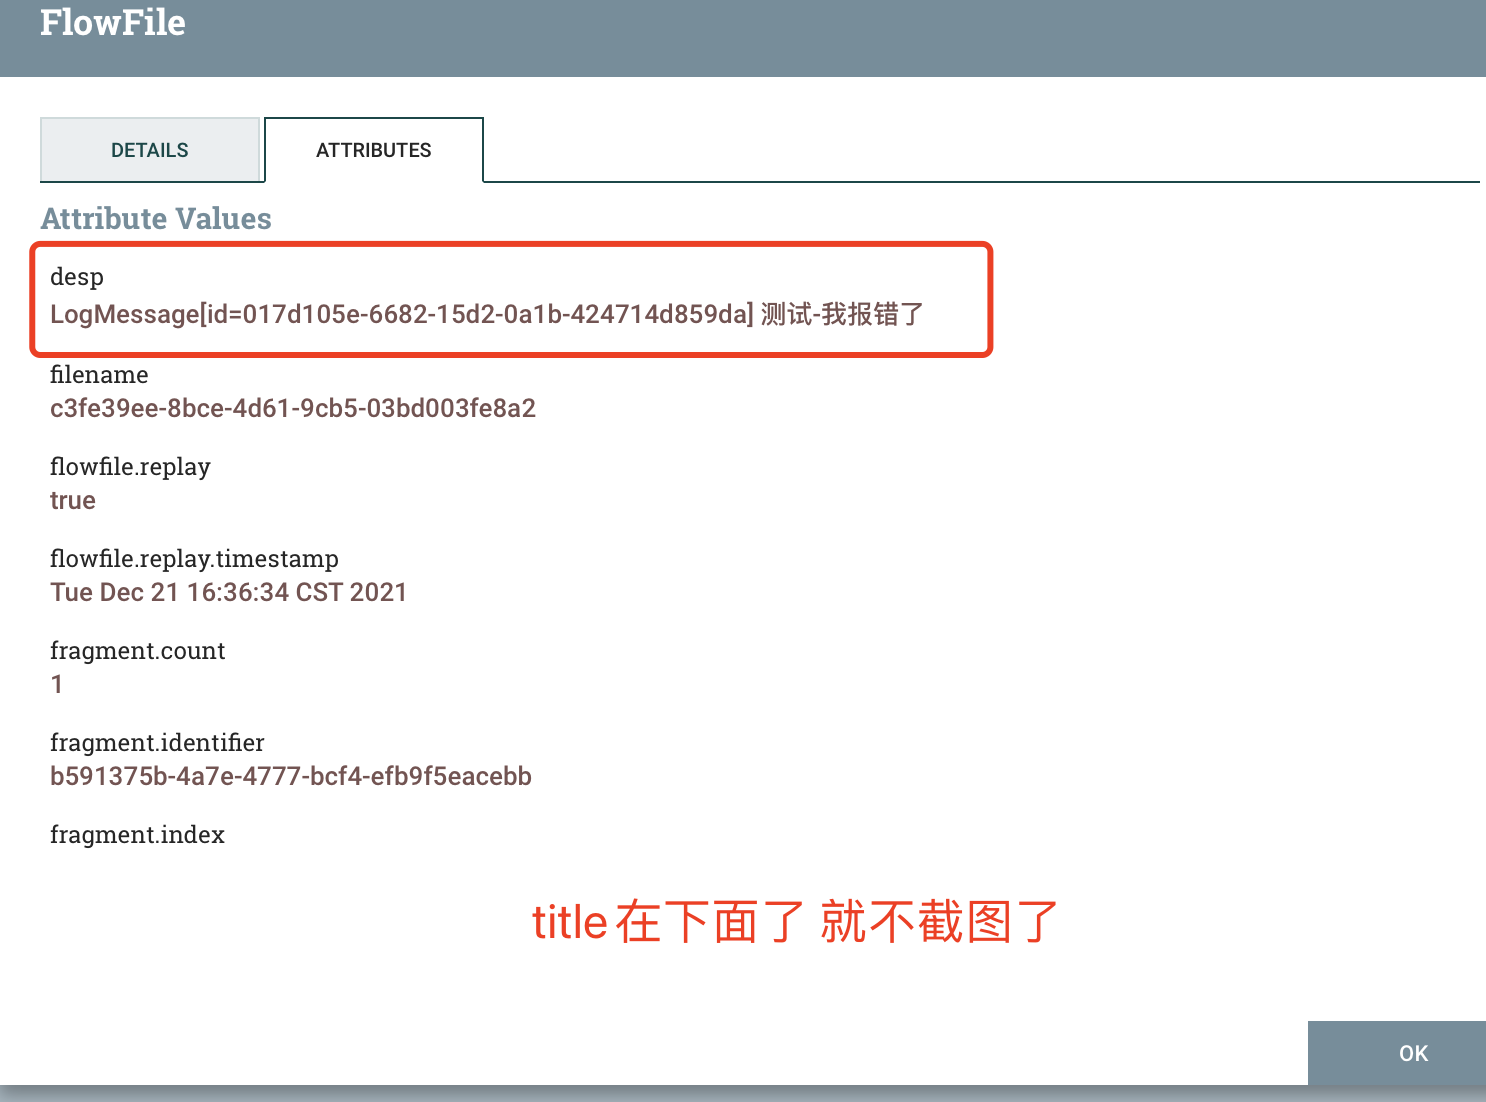 FlowFile
DETAILS
ATTRIBUTES
Attribute Values
desp
LogMessage[id=017d105e-6682-15d2-0a1b-424714d859da] 测试-我报错了
filename
c3fe39ee-8bce-4d61-9cb5-03bd003fe8a2
flowfile.replay
true
flowfile.replay.timestamp
Tue Dec 21 16:36:34 CST 2021
fragment.count
1
fragment.identifier
b591375b-4a7e-4777-bcf4-efb9f5eacebb
fragment.index
title在下面了 就不截图了
OK